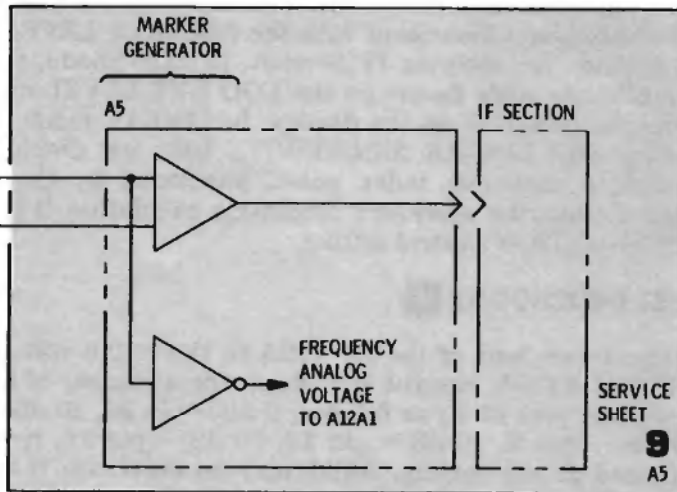 MARKER
GENERATOR
A5
IF SECTION
FREQUENCY
ANALOG
VOLTAGE
TO A12A1
SERVICE
SHEET
9
A5